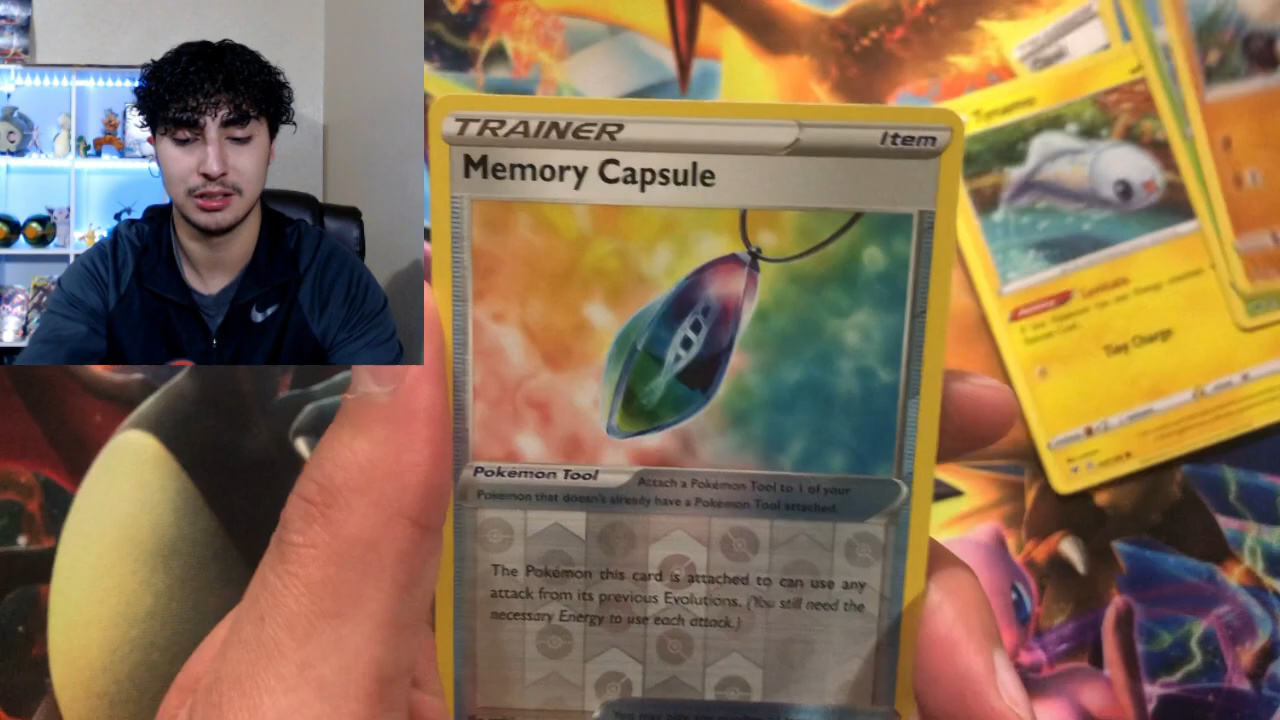 TRAINER
Item
Memory Capsule
Pokémon Tool
Attach a Pokémon Tool to 1 of your
Pokémon that doesn't already have a Pokémon Tool attached.
The Pokémon this card is attached to can use any
attack from its previous Evolutions. (You still need the
necessary Energy to use each attack.)
Tynamo
Tiny Charge